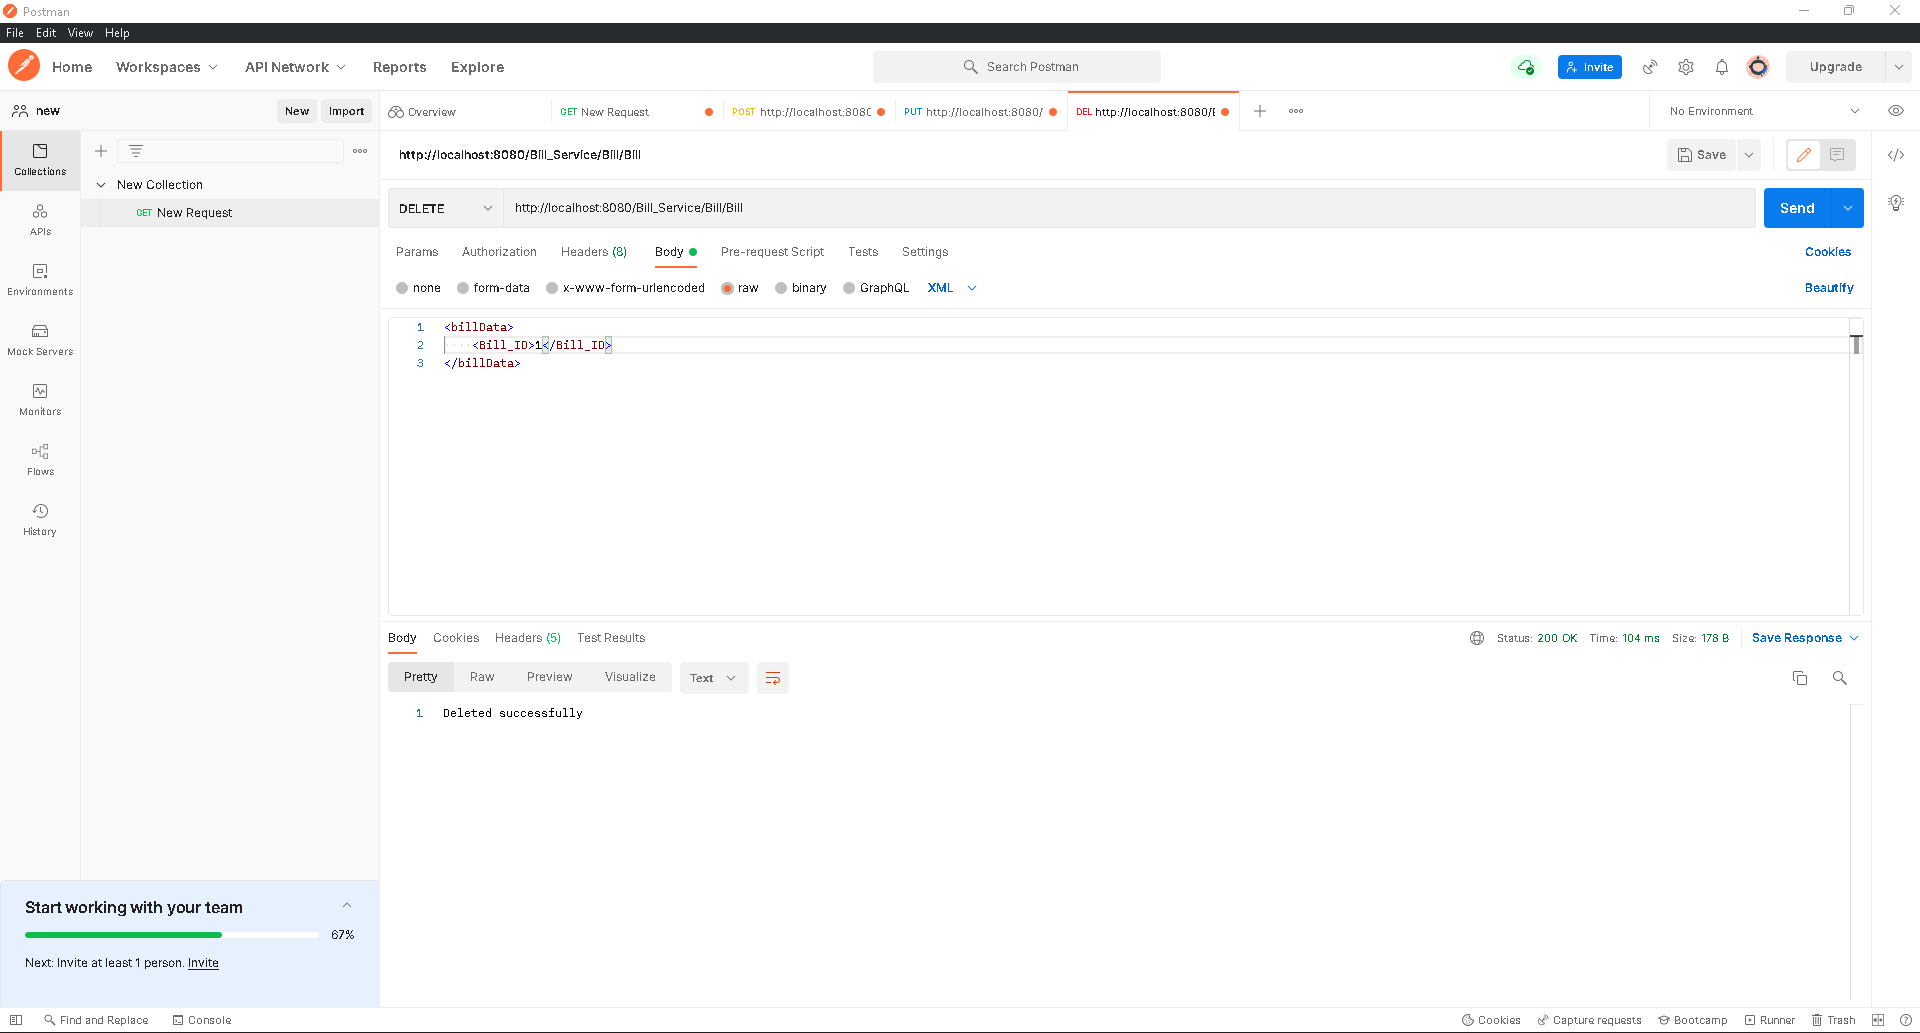 Postman
File Edit View Help
Home Workspaces API Network Reports Explore Search Postman Invite Upgrade
new New Import Overview GET New Request POST http://localhost:8080 PUT http://localhost:8080/ DEL http://localhost:8080/B No Environment
Collections
APIs
Environments
Mock Servers
Monitors
Flows
History
New Collection
GET New Request
http://localhost:8080/Bill_Service/Bill/Bill Save
DELETE http://localhost:8080/Bill_Service/Bill/Bill Send
Params Authorization Headers (8) Body Pre-request Script Tests Settings Cookies
none form-data x-www-form-urlencoded raw binary GraphQL XML Beautify
1 <billData>
2 <Bill_ID>1</Bill_ID>
3 </billData>
Body Cookies Headers (5) Test Results Status: 200 OK Time: 104 ms Size: 178 B Save Response
Pretty Raw Preview Visualize Text
1 Deleted successfully
Start working with your team
67%
Next: Invite at least 1 person. Invite
Find and Replace Console Cookies Capture requests Bootcamp Runner Trash